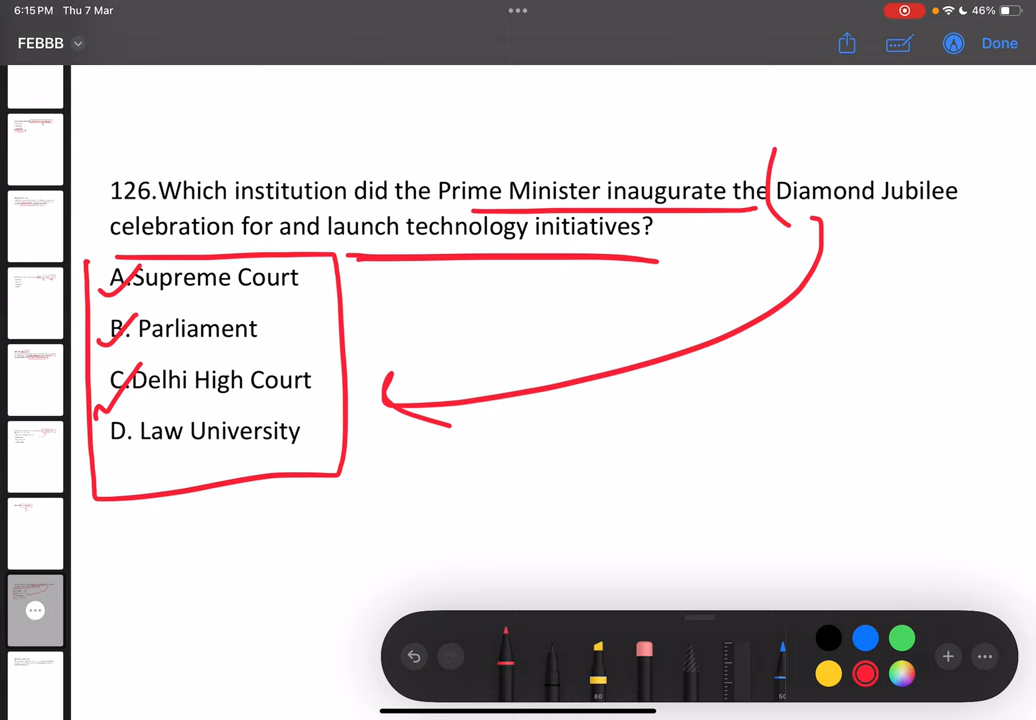 6:15 PM Thu 7 Mar
46%
FEBBB
Done
126.Which institution did the Prime Minister inaugurate the Diamond Jubilee
celebration for and launch technology initiatives?
A.Supreme Court
B. Parliament
C.Delhi High Court
D. Law University